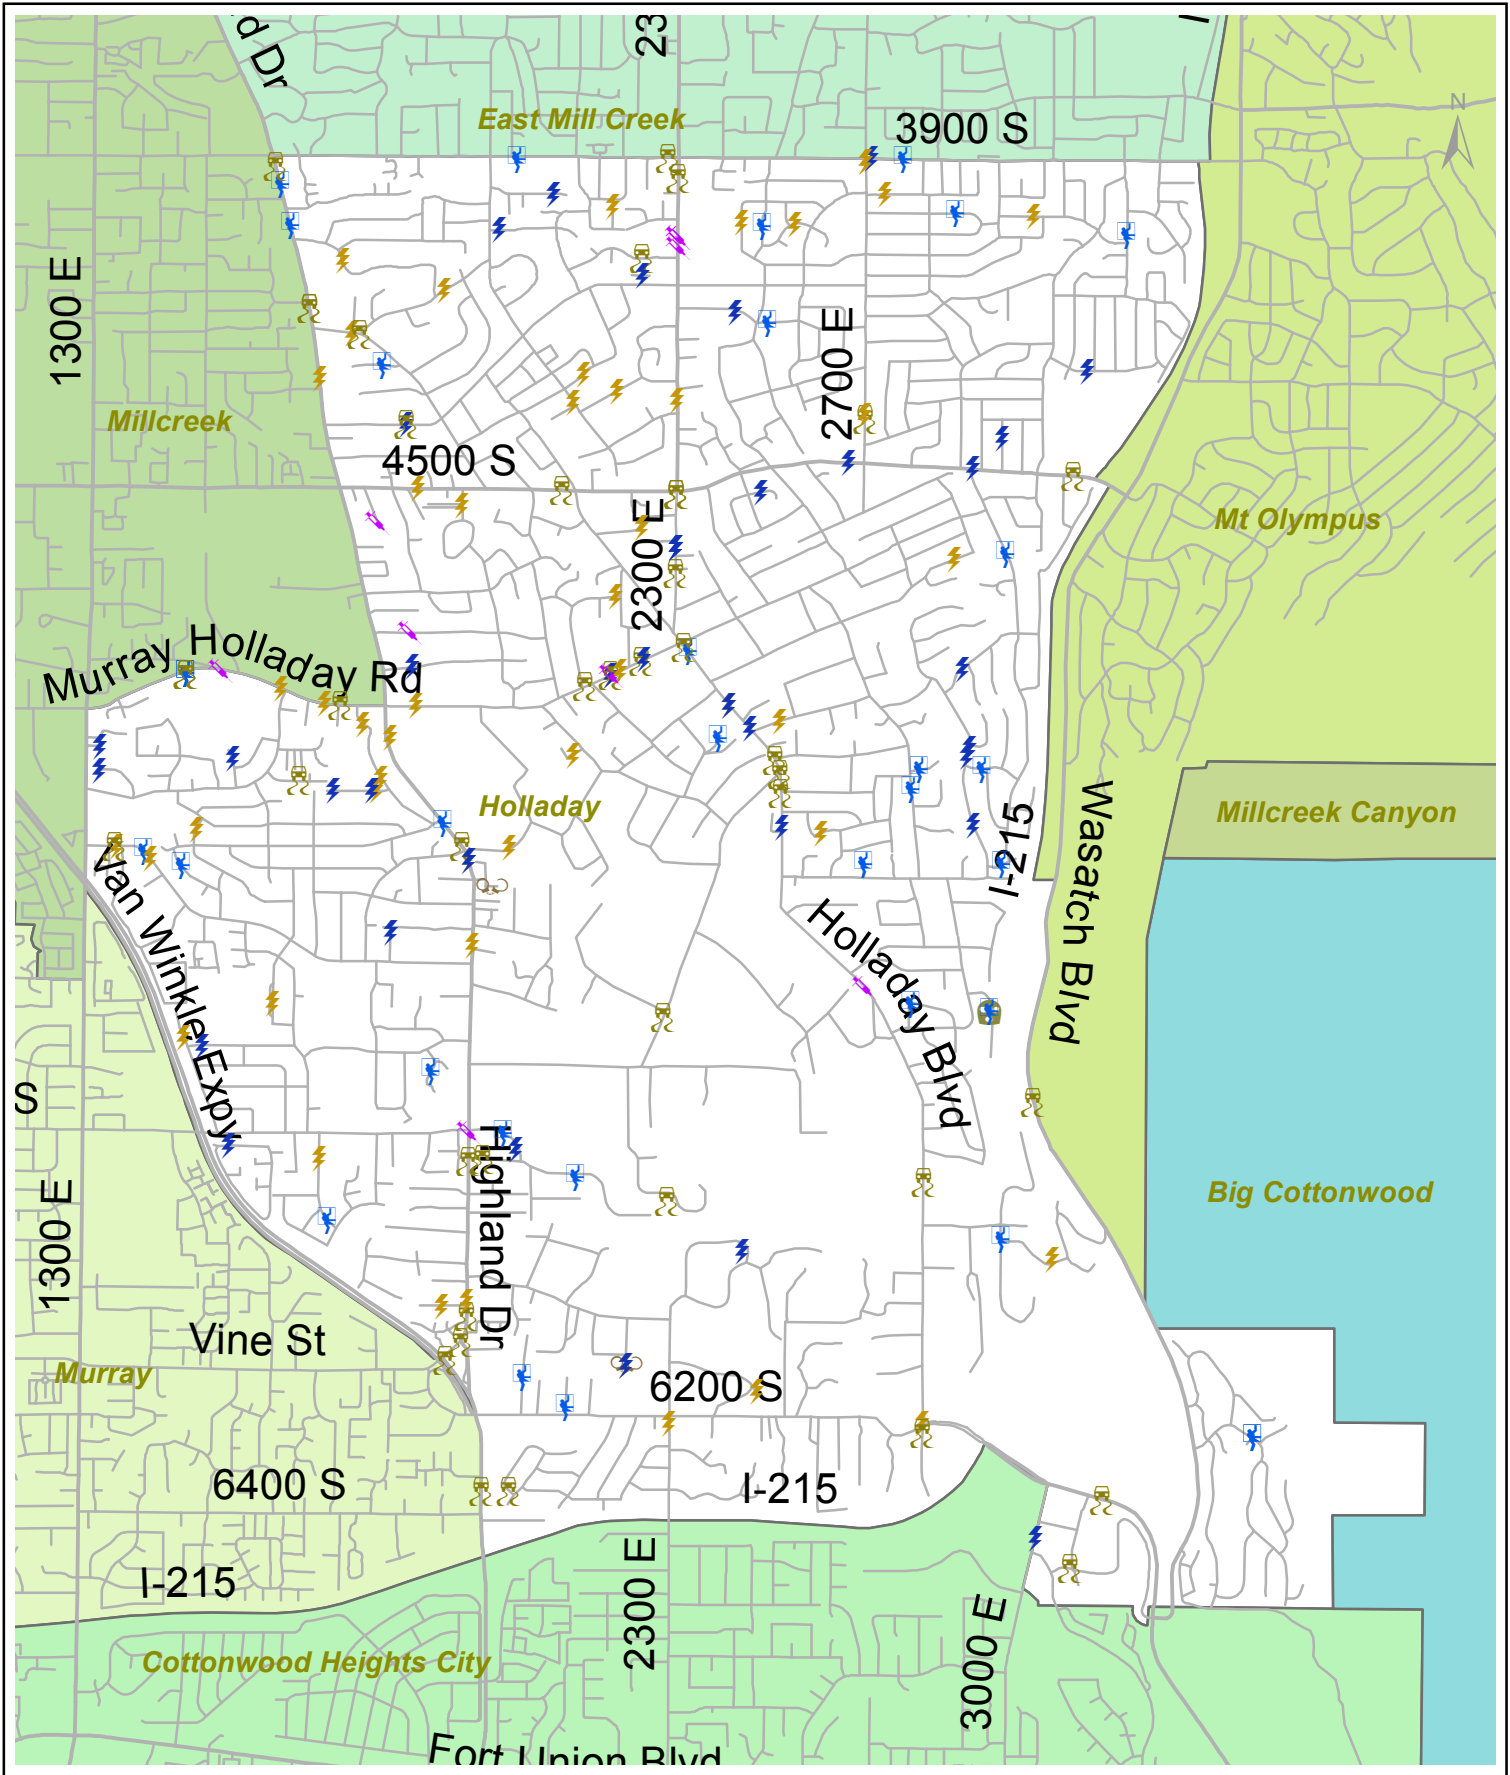 d Dr
23
East Mill Creek
3900 S
N
1300 E
2700 E
Millcreek
4500 S
Mt Olympus
2300 E
Murray Holladay Rd
Holladay
Millcreek Canyon
I-215
Wasatch Blvd
Van Winkle Expy
Holladay Blvd
S
Highland Dr
1300 E
Big Cottonwood
Vine St
Murray
6200 S
6400 S
I-215
I-215
2300 E
3000 E
Cottonwood Heights City
Fort Union Blvd